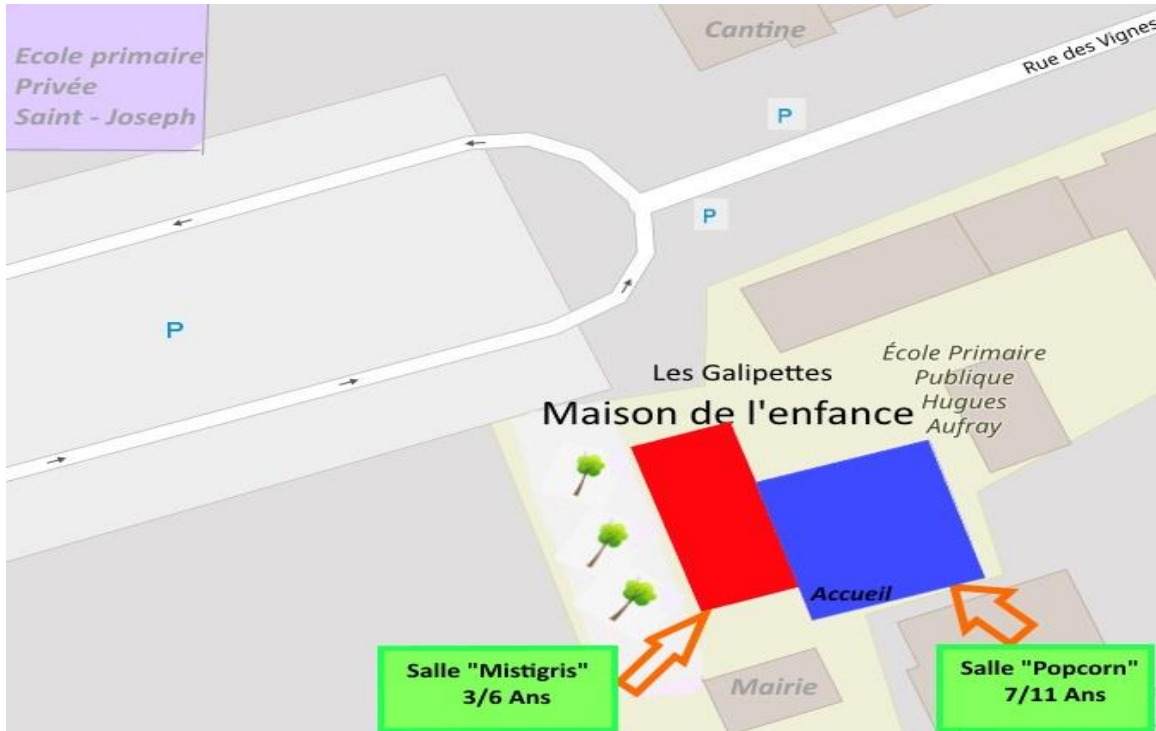 Ecole primaire
Privée
Saint - Joseph
Cantine
Rue des Vignes
P
P
P
Les Galipettes
Maison de l'enfance
École Primaire
Publique
Hugues
Aufray
Accueil
Salle "Mistigris"
3/6 Ans
Mairie
Salle "Popcorn"
7/11 Ans